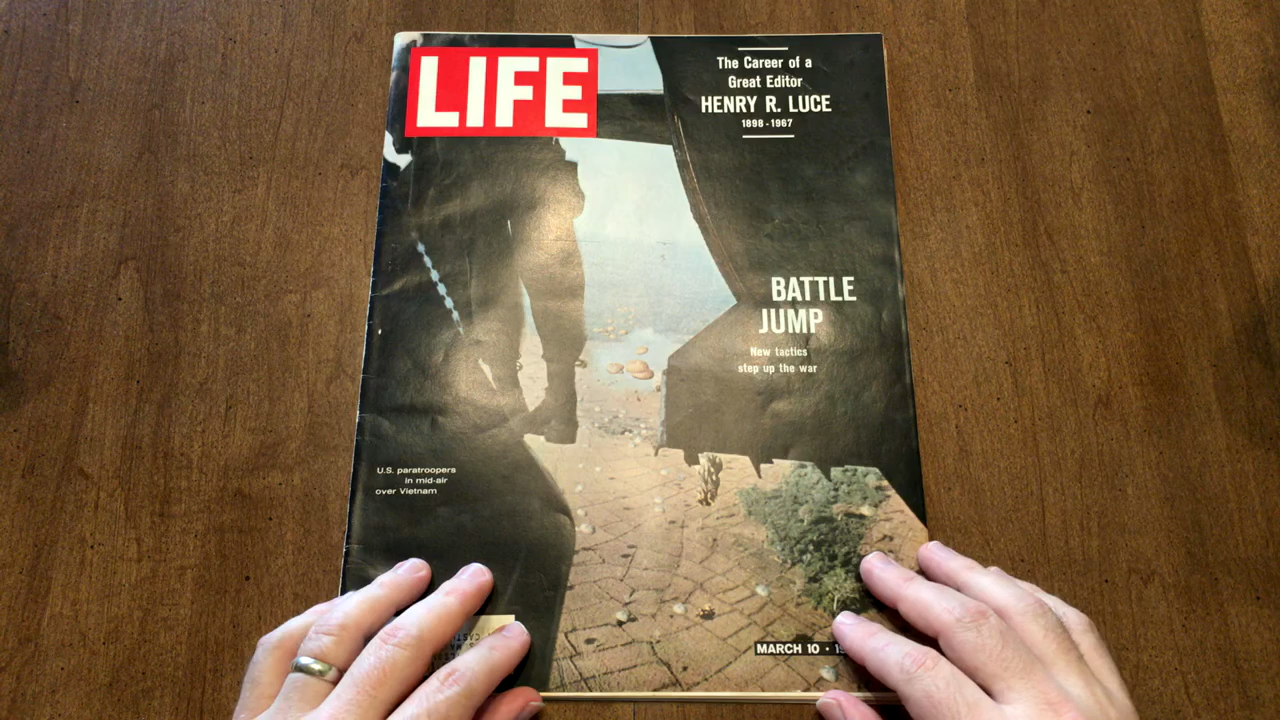 LIFE
The Career of a
Great Editor
HENRY R. LUCE
1898 - 1967
BATTLE
JUMP
New tactics
step up the war
U.S. paratroopers
in mid-air
over Vietnam
MARCH 10 · 1